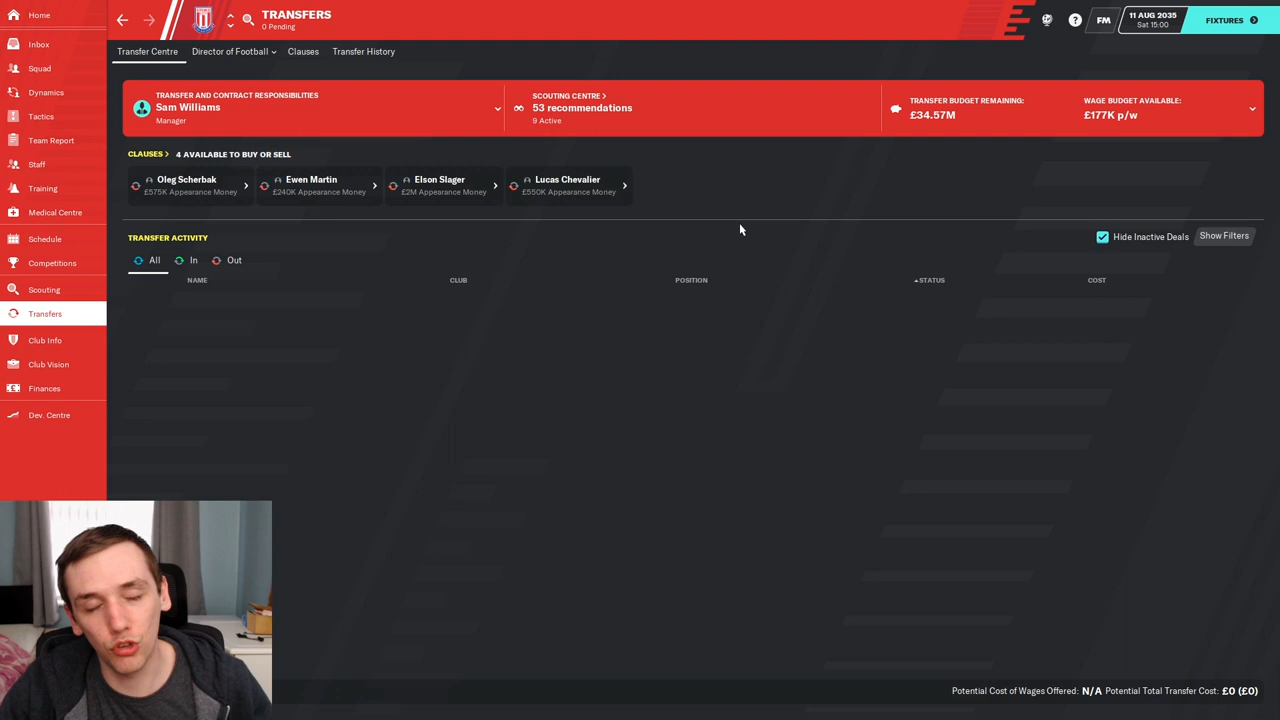 Home
TRANSFERS
0 Pending
FM
11 AUG 2035
Sat 15:00
FIXTURES
Inbox
Squad
Dynamics
Tactics
Team Report
Staff
Training
Medical Centre
Schedule
Competitions
Scouting
Transfers
Club Info
Club Vision
Finances
Dev. Centre
Transfer Centre
Director of Football
Clauses
Transfer History
TRANSFER AND CONTRACT RESPONSIBILITIES
Sam Williams
Manager
SCOUTING CENTRE >
53 recommendations
9 Active
TRANSFER BUDGET REMAINING:
£34.57M
WAGE BUDGET AVAILABLE:
£177K p/w
CLAUSES > 4 AVAILABLE TO BUY OR SELL
Oleg Scherbak
£575K Appearance Money
Ewen Martin
£240K Appearance Money
Elson Slager
£2M Appearance Money
Lucas Chevalier
£550K Appearance Money
TRANSFER ACTIVITY
Hide Inactive Deals
Show Filters
All
In
Out
NAME
CLUB
POSITION
STATUS
COST
Potential Cost of Wages Offered: N/A Potential Total Transfer Cost: £0 (£0)